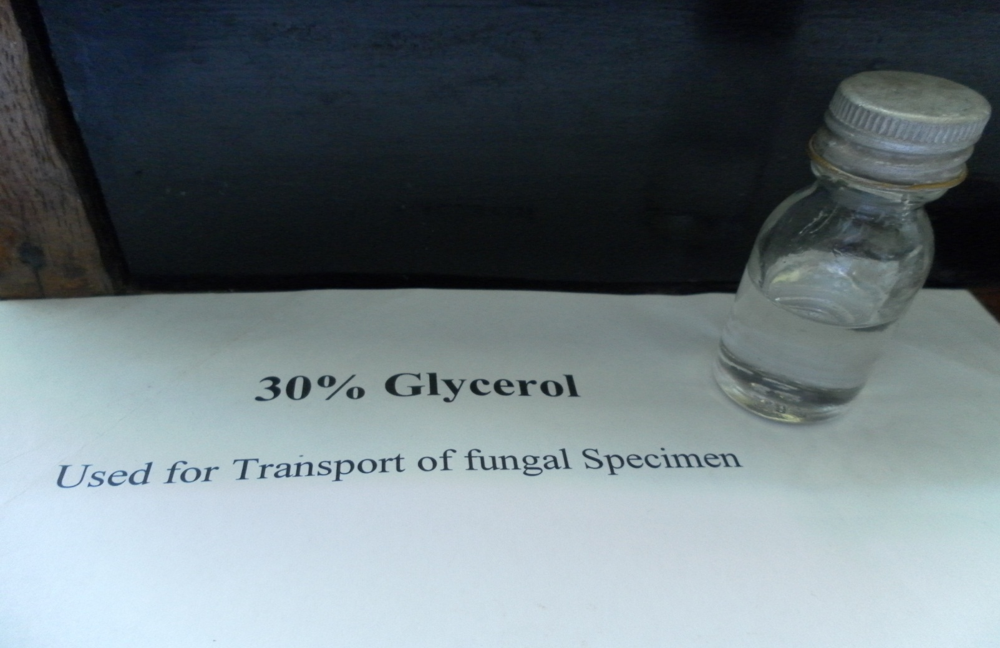 30% Glycerol
Used for Transport of fungal Specimen